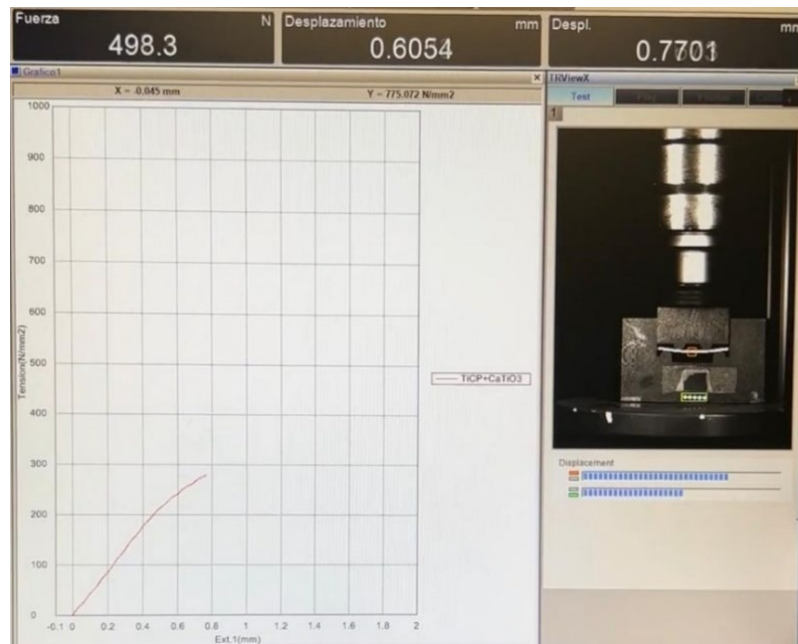 Fuerza N Desplazamiento mm Despl. mm
498.3 0.6054 0.7701
Grafico1 TRViewX
X = -0.045 mm Y = 775.072 N/mm2 Test
1
1000
900
800
700
600
500
400
300
200
100
0
Tension(N/mm2)
TiCP+CaTiO3
-0.1 0 0.2 0.4 0.6 0.8 1 1.2 1.4 1.6 1.8 2
Ext.1(mm)
Displacement